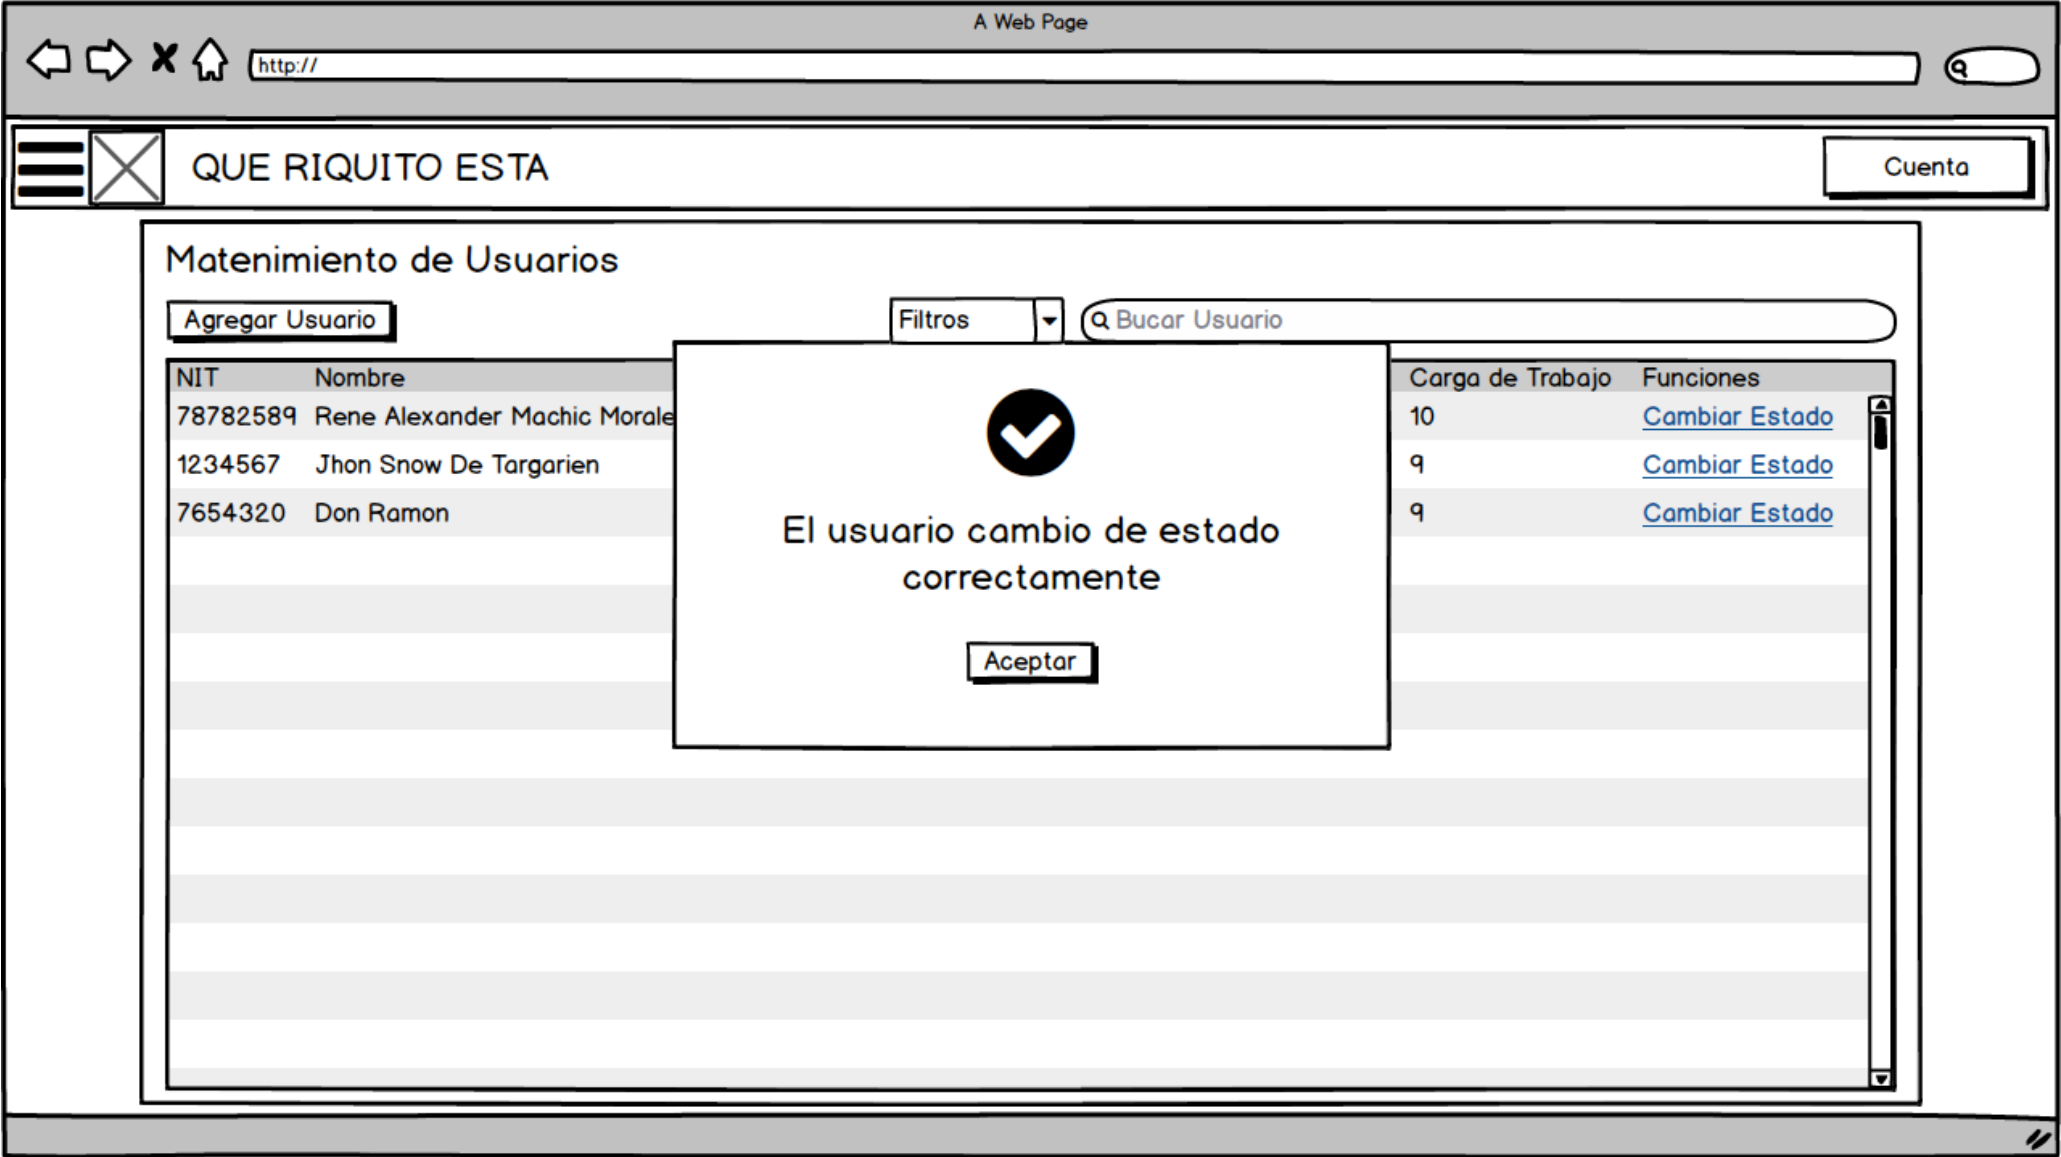 A Web Page
http://
QUE RIQUITO ESTA
Cuenta
Matenimiento de Usuarios
Agregar Usuario
Filtros
Bucar Usuario
NIT Nombre Carga de Trabajo Funciones
78782589 Rene Alexander Machic Morale 10 Cambiar Estado
1234567 Jhon Snow De Targarien 9 Cambiar Estado
7654320 Don Ramon 9 Cambiar Estado
El usuario cambio de estado
correctamente
Aceptar